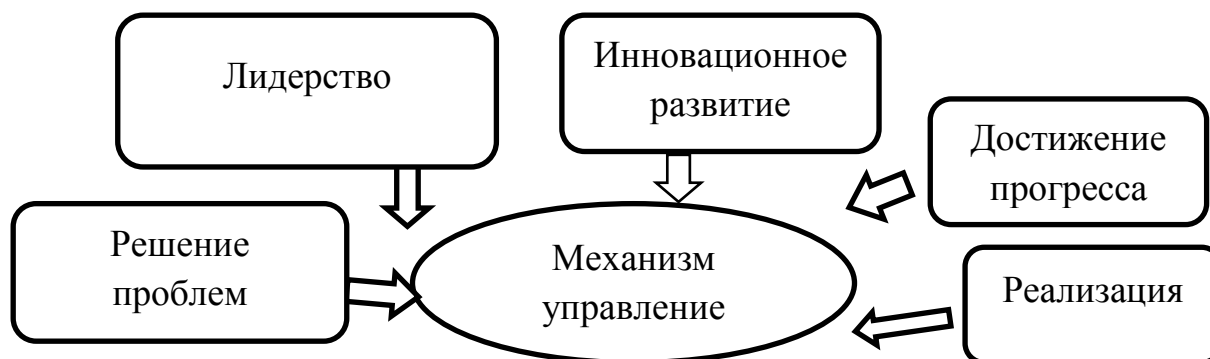 Лидерство
Инновационное
развитие
Достижение
прогресса
Решение
проблем
Механизм
управление
Реализация